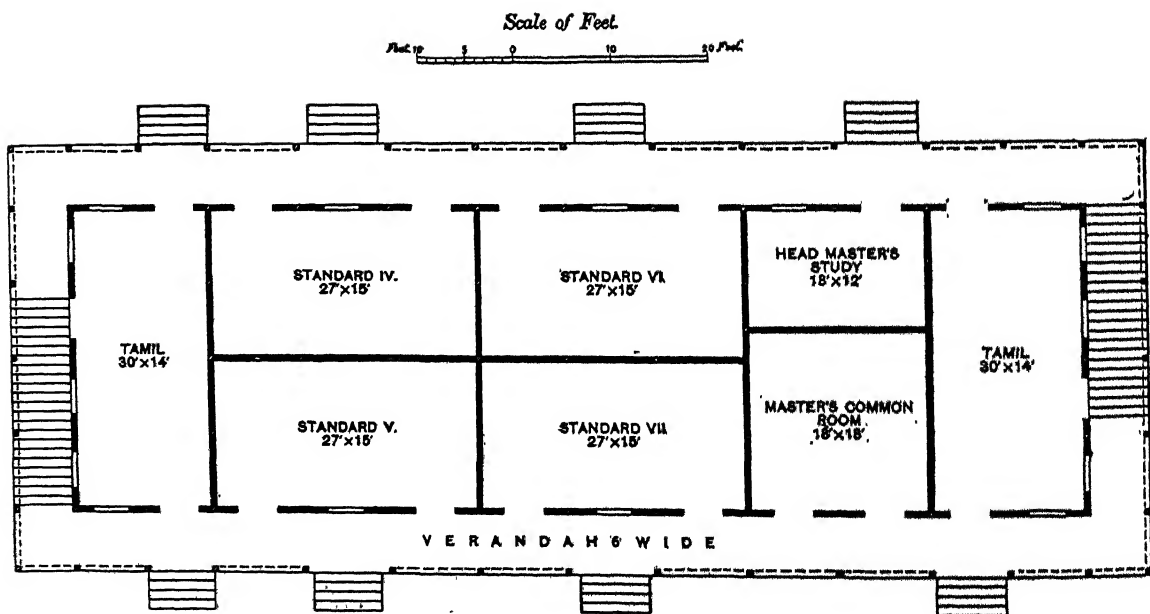 Scale of Feet.
Feet. 10 5 0 10 20 Feet.
STANDARD IV.
27'×15'
STANDARD VI.
27'×15'
HEAD MASTER'S
STUDY
18'×12'
TAMIL
30'×14'
TAMIL
30'×14'
STANDARD V.
27'×15'
STANDARD VII.
27'×15'
MASTER'S COMMON
ROOM
18'×18'
VERANDAH 6' WIDE